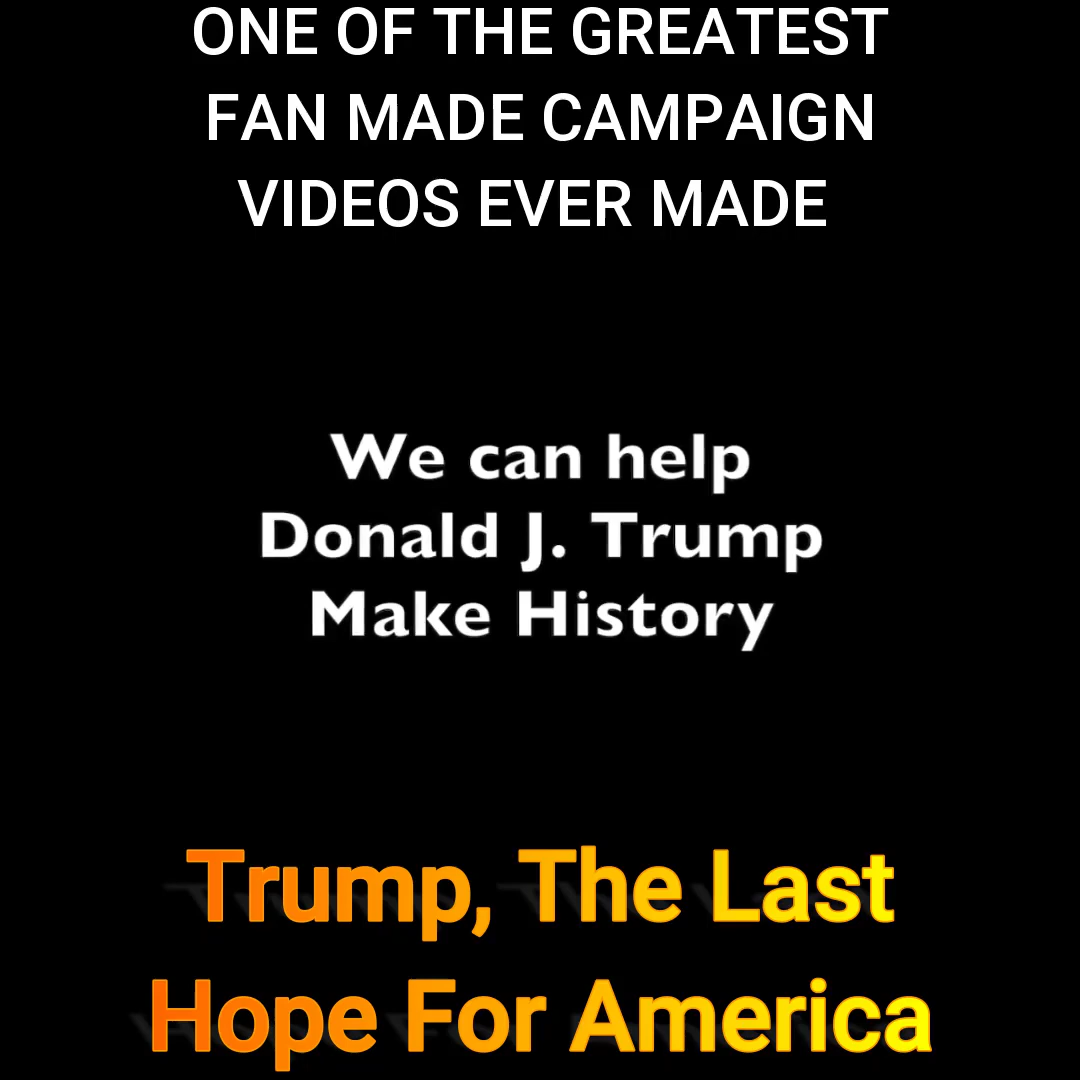 ONE OF THE GREATEST
FAN MADE CAMPAIGN
VIDEOS EVER MADE
We can help
Donald J. Trump
Make History
Trump, The Last
Hope For America